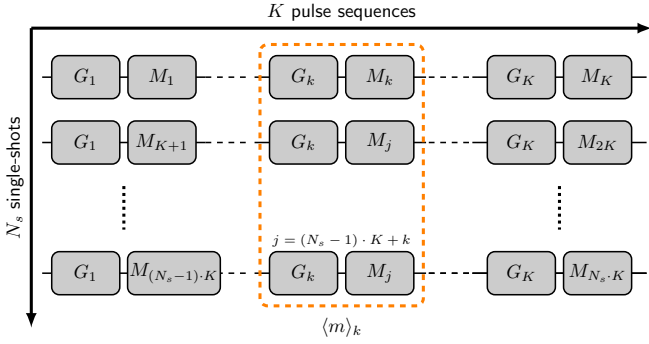 K pulse sequences
N_s single-shots
G_1 M_1 G_k M_k G_K M_K
G_1 M_{K+1} G_k M_j G_K M_{2K}
j = (N_s − 1) · K + k
G_1 M_{(N_s−1)·K} G_k M_j G_K M_{N_s·K}
⟨m⟩_k